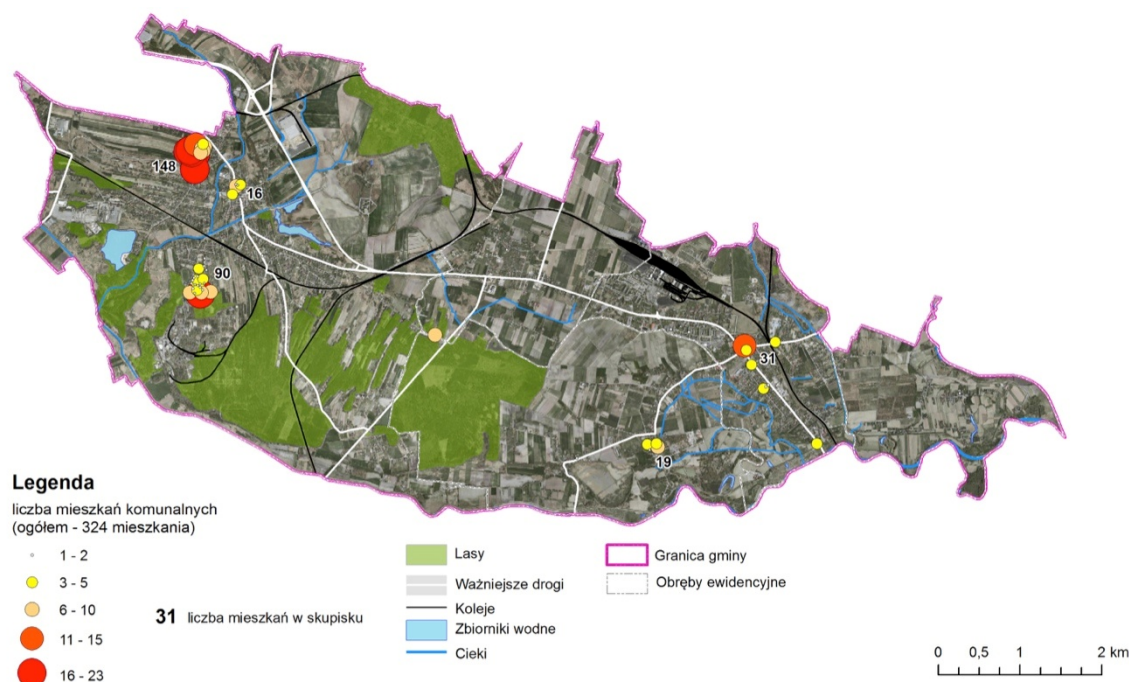 148
16
90
31
19
Legenda
liczba mieszkań komunalnych
(ogółem - 324 mieszkania)
1 - 2
3 - 5
6 - 10
11 - 15
16 - 23
31 liczba mieszkań w skupisku
Lasy
Ważniejsze drogi
Koleje
Zbiorniki wodne
Cieki
Granica gminy
Obręby ewidencyjne
0 0,5 1 2 km